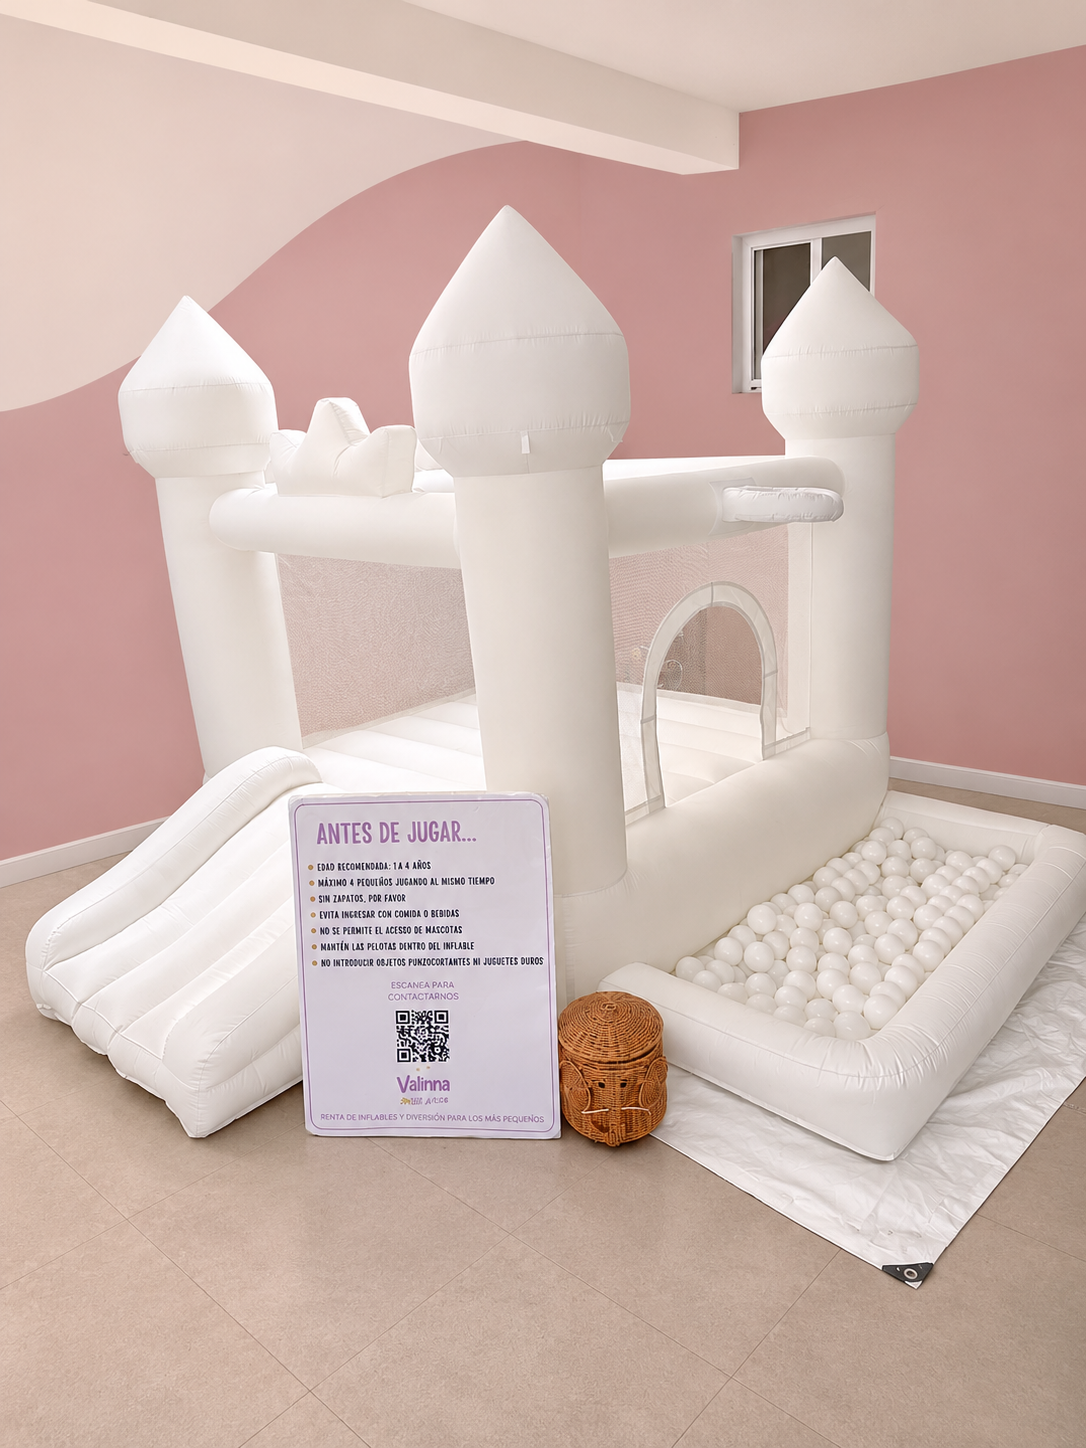 ANTES DE JUGAR...
EDAD RECOMENDADA: 1 A 4 AÑOS
MÁXIMO 4 PEQUEÑOS JUGANDO AL MISMO TIEMPO
SIN ZAPATOS, POR FAVOR
EVITA INGRESAR CON COMIDA O BEBIDAS
NO SE PERMITE EL ACCESO DE MASCOTAS
MANTÉN LAS PELOTAS DENTRO DEL INFLABLE
NO INTRODUCIR OBJETOS PUNZOCORTANTES NI JUGUETES DUROS
ESCANEA PARA
CONTACTARNOS
Valinna
RENTA DE INFLABLES Y DIVERSIÓN PARA LOS MÁS PEQUEÑOS